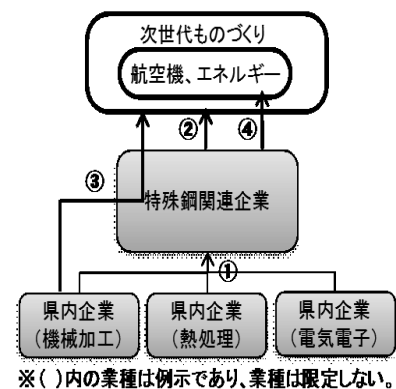 次世代ものづくり
航空機、エネルギー
② ④
③
特殊鋼関連企業
①
県内企業
(機械加工)
県内企業
(熱処理)
県内企業
(電気電子)
※( )内の業種は例示であり、業種は限定しない。